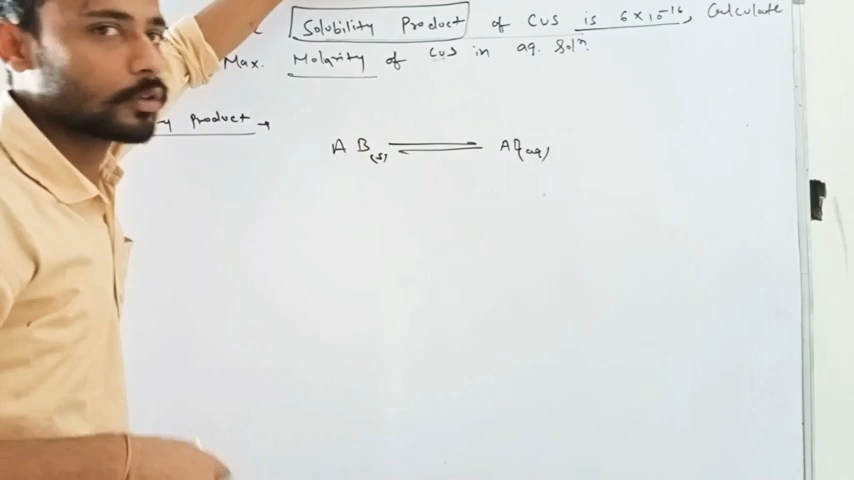 Solubility Product of CuS is 6×10⁻¹⁶, Calculate
Max. Molarity of CuS in aq. Solⁿ.
Product →
AB(s) ⇌ A
(aq)